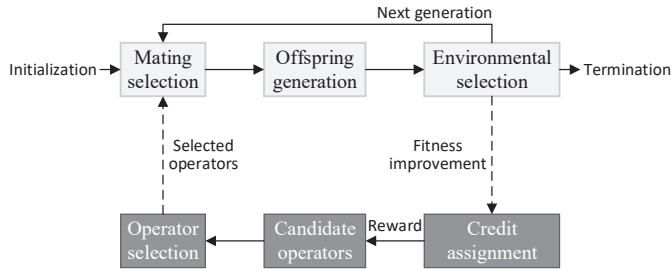 Next generation
Initialization
Mating
selection
Offspring
generation
Environmental
selection
Termination
Selected
operators
Fitness
improvement
Operator
selection
Candidate
operators
Reward
Credit
assignment